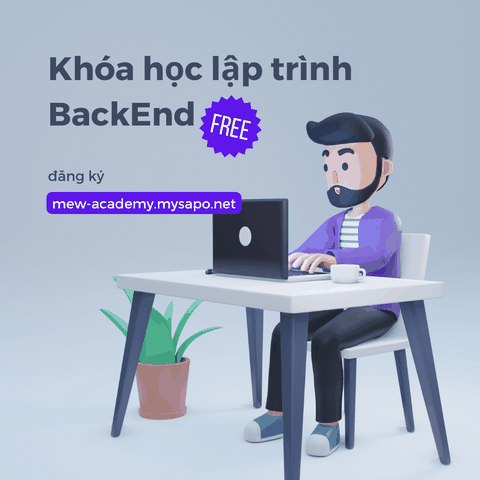 Khóa học lập trình
BackEnd
FREE
đăng ký
mew-academy.mysapo.net